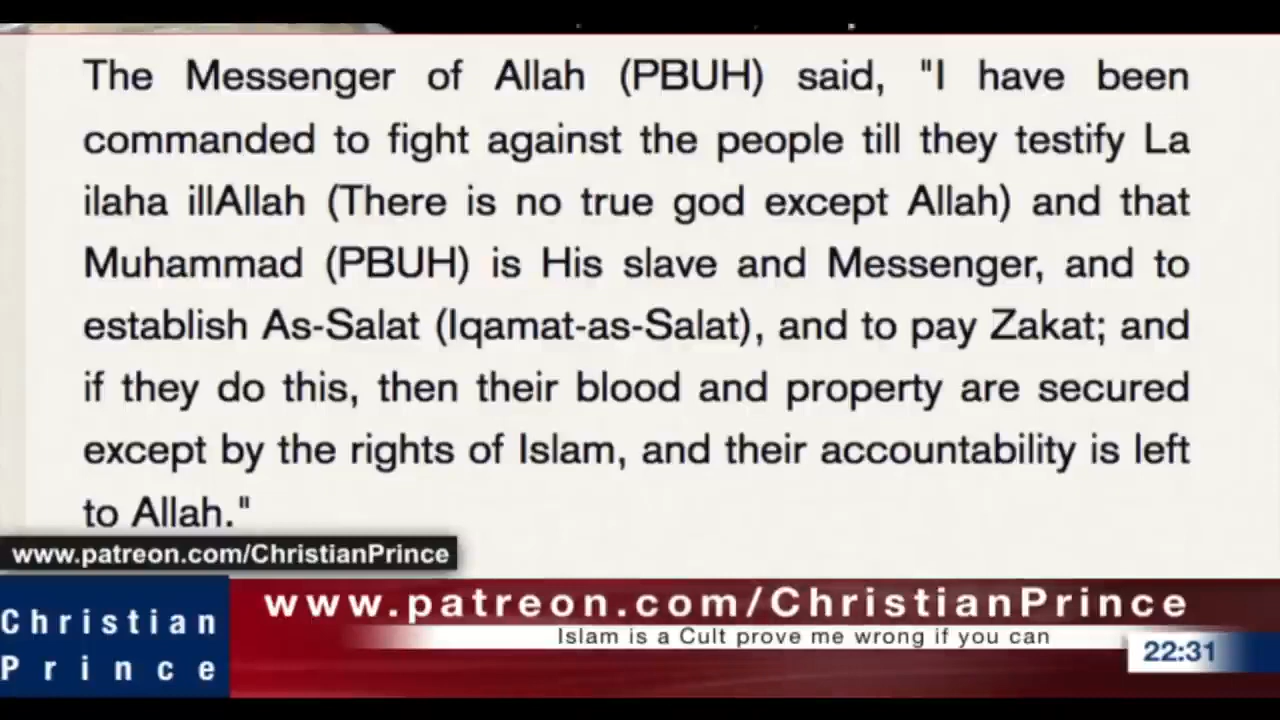 The Messenger of Allah (PBUH) said, "I have been
commanded to fight against the people till they testify La
ilaha illAllah (There is no true god except Allah) and that
Muhammad (PBUH) is His slave and Messenger, and to
establish As-Salat (Iqamat-as-Salat), and to pay Zakat; and
if they do this, then their blood and property are secured
except by the rights of Islam, and their accountability is left
to Allah."
www.patreon.com/ChristianPrince
www.patreon.com/ChristianPrince
Islam is a Cult prove me wrong if you can
Christian
Prince
22:31